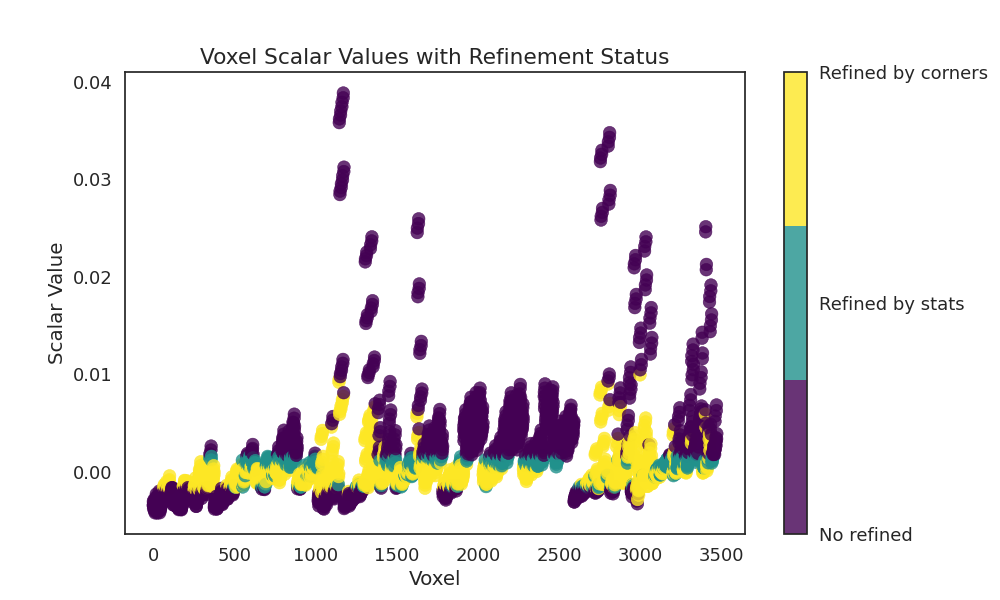 Voxel Scalar Values with Refinement Status
Refined by corners
Refined by stats
No refined
0.04
0.03
0.02
0.01
0.00
Scalar Value
0 500 1000 1500 2000 2500 3000 3500
Voxel